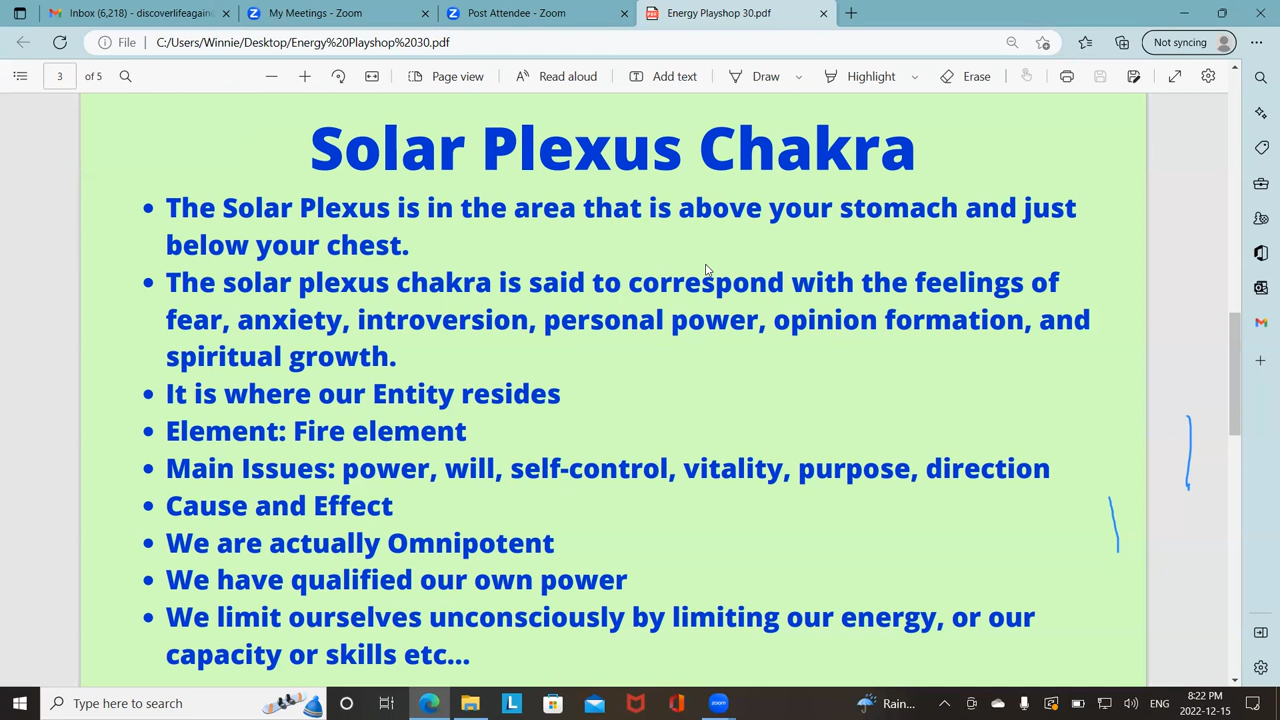 Inbox (6,218) - discoverlifeagain
My Meetings - Zoom
Post Attendee - Zoom
Energy Playshop 30.pdf
File
C:/Users/Winnie/Desktop/Energy%20Playshop%2030.pdf
Not syncing
3 of 5
Page view
Read aloud
Add text
Draw
Highlight
Erase
Solar Plexus Chakra
• The Solar Plexus is in the area that is above your stomach and just
below your chest.
• The solar plexus chakra is said to correspond with the feelings of
fear, anxiety, introversion, personal power, opinion formation, and
spiritual growth.
• It is where our Entity resides
• Element: Fire element
• Main Issues: power, will, self-control, vitality, purpose, direction
• Cause and Effect
• We are actually Omnipotent
• We have qualified our own power
• We limit ourselves unconsciously by limiting our energy, or our
capacity or skills etc...
Type here to search
Rain...
ENG
8:22 PM
2022-12-15